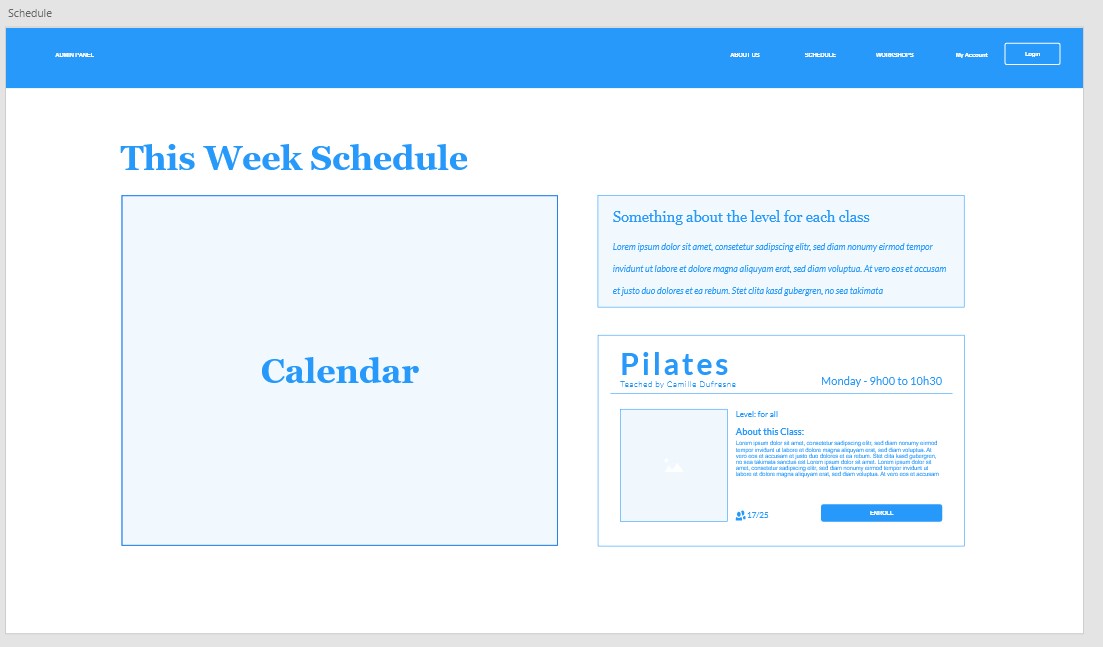 Schedule
ADMIN PANEL
ABOUT US
SCHEDULE
WORKSHOPS
My Account
Login
This Week Schedule
Calendar
Something about the level for each class
Lorem ipsum dolor sit amet, consetetur sadipscing elitr, sed diam nonumy eirmod tempor
invidunt ut labore et dolore magna aliquyam erat, sed diam voluptua. At vero eos et accusam
et justo duo dolores et ea rebum. Stet clita kasd gubergren, no sea takimata
Pilates
Teached by Camille Dufresne
Monday - 9h00 to 10h30
Level: for all
About this Class:
Lorem ipsum dolor sit amet, consetetur sadipscing elitr, sed diam nonumy eirmod
tempor invidunt ut labore et dolore magna aliquyam erat, sed diam voluptua. At
vero eos et accusam et justo duo dolores et ea rebum. Stet clita kasd gubergren,
no sea takimata sanctus est Lorem ipsum dolor sit amet. Lorem ipsum dolor sit
amet, consetetur sadipscing elitr, sed diam nonumy eirmod tempor invidunt ut
labore et dolore magna aliquyam erat, sed diam voluptua. At vero eos et accusam
17/25
ENROLL